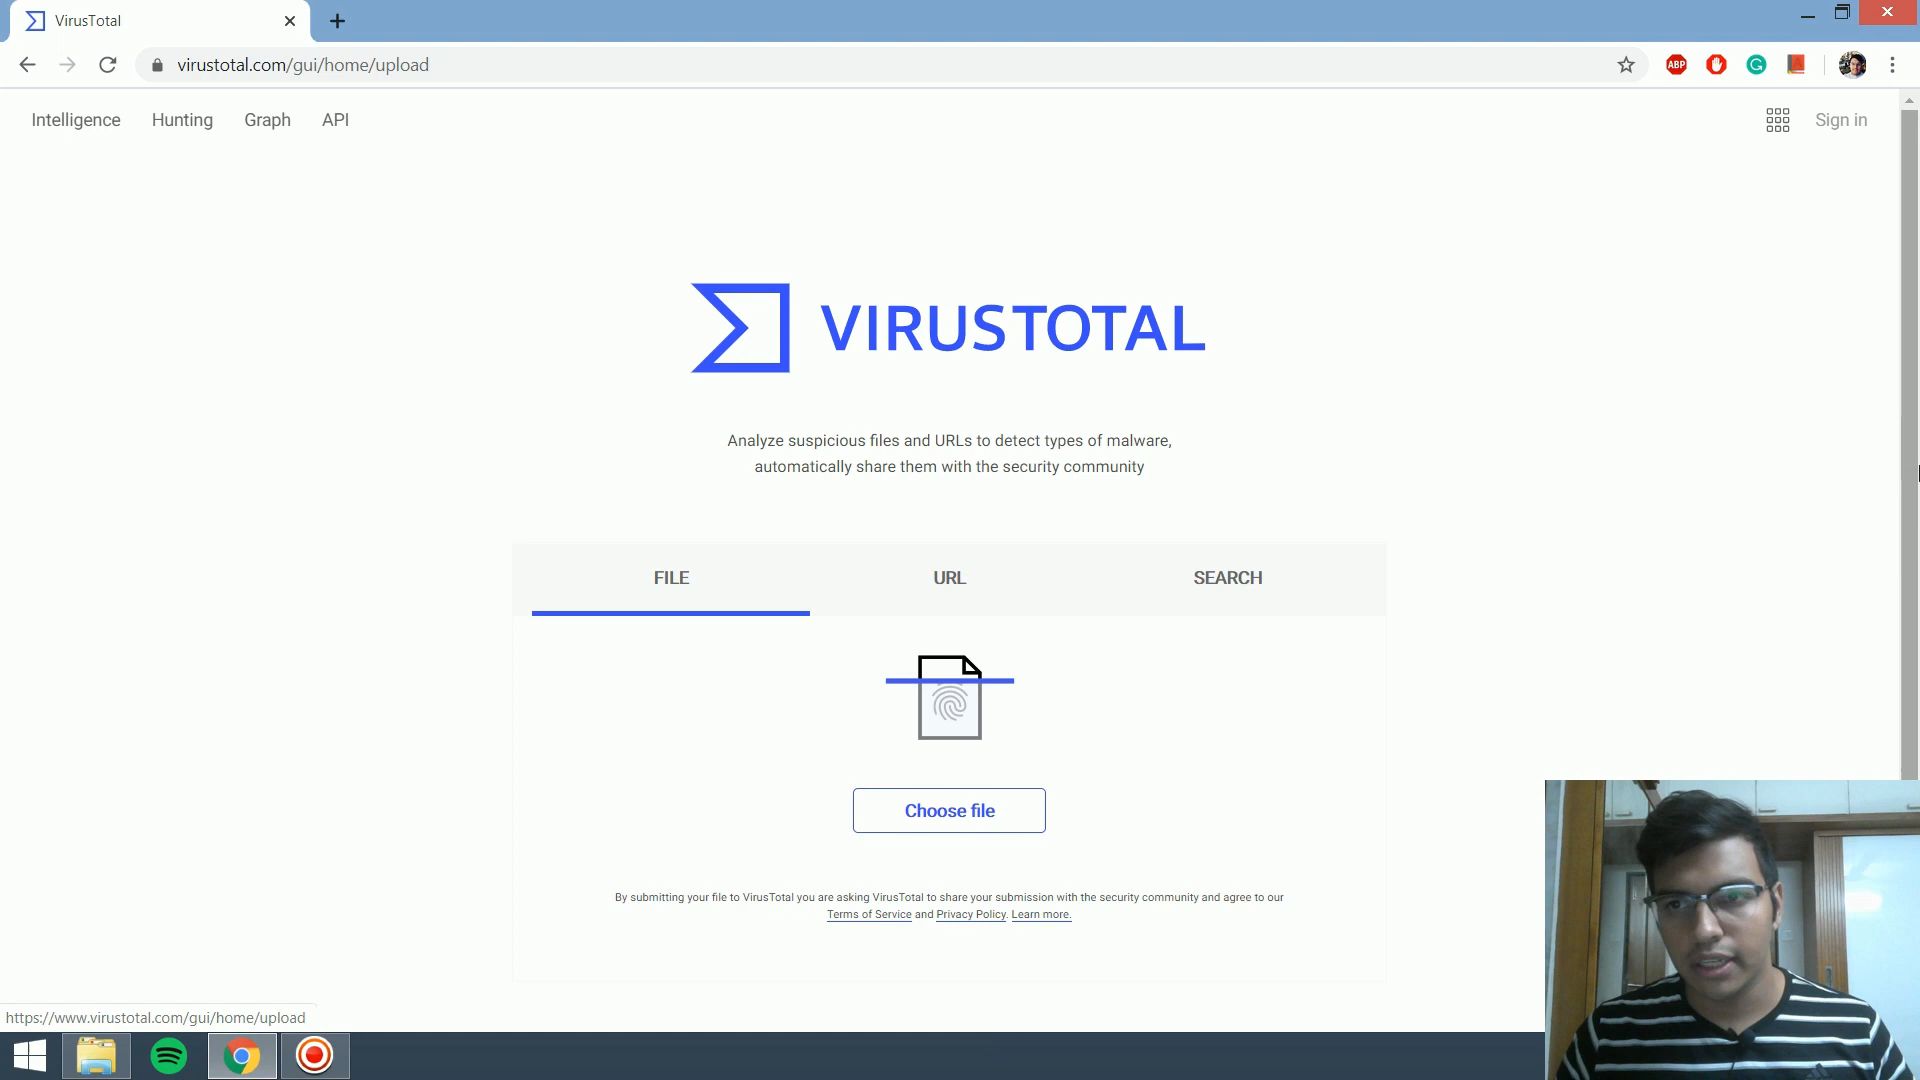 VirusTotal
virustotal.com/gui/home/upload
ABP
Intelligence
Hunting
Graph
API
Sign in
VIRUSTOTAL
Analyze suspicious files and URLs to detect types of malware,
automatically share them with the security community
FILE
URL
SEARCH
Choose file
By submitting your file to VirusTotal you are asking VirusTotal to share your submission with the security community and agree to our
Terms of Service and Privacy Policy. Learn more.
https://www.virustotal.com/gui/home/upload